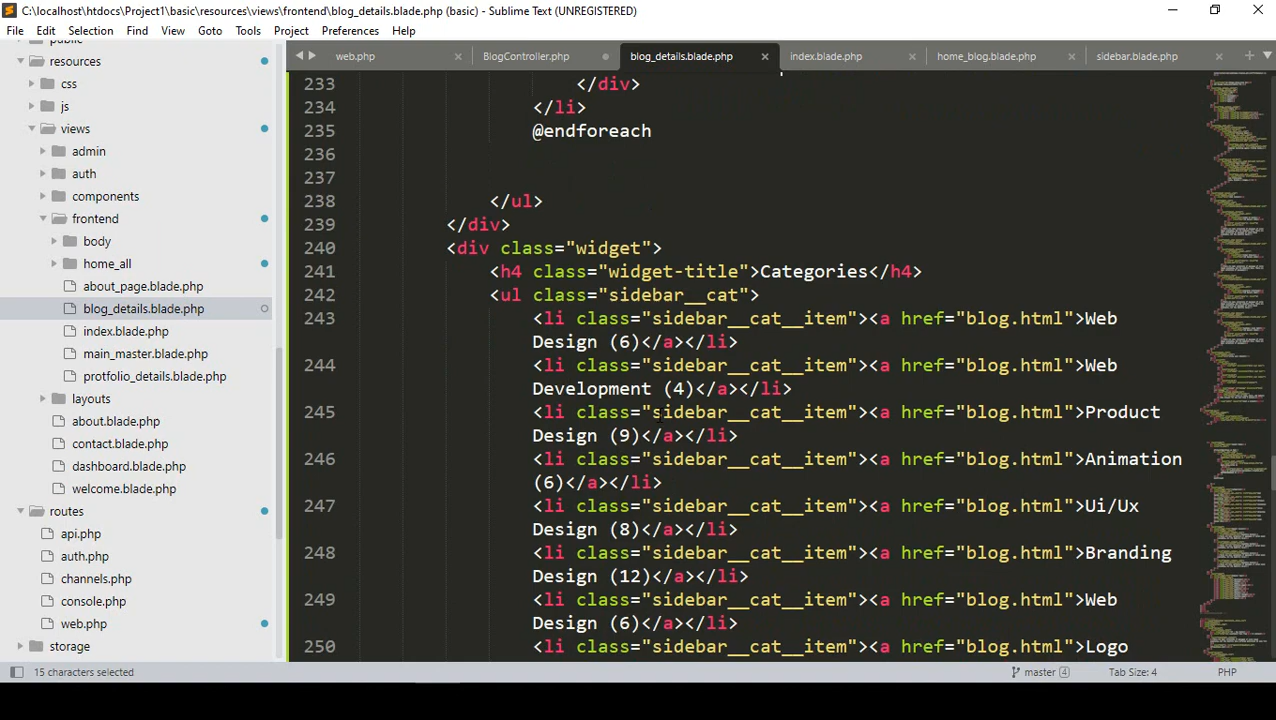 C:\localhost\htdocs\Project1\basic\resources\views\frontend\blog_details.blade.php (basic) - Sublime Text (UNREGISTERED)
File Edit Selection Find View Goto Tools Project Preferences Help
web.php BlogController.php blog_details.blade.php index.blade.php home_blog.blade.php sidebar.blade.php
resources
css
js
views
admin
auth
components
frontend
body
home_all
about_page.blade.php
blog_details.blade.php
index.blade.php
main_master.blade.php
protfolio_details.blade.php
layouts
about.blade.php
contact.blade.php
dashboard.blade.php
welcome.blade.php
routes
api.php
auth.php
channels.php
console.php
web.php
storage
233 </div>
234 </li>
235 @endforeach
236
237
238 </ul>
239 </div>
240 <div class="widget">
241 <h4 class="widget-title">Categories</h4>
242 <ul class="sidebar__cat">
243 <li class="sidebar__cat__item"><a href="blog.html">Web
Design (6)</a></li>
244 <li class="sidebar__cat__item"><a href="blog.html">Web
Development (4)</a></li>
245 <li class="sidebar__cat__item"><a href="blog.html">Product
Design (9)</a></li>
246 <li class="sidebar__cat__item"><a href="blog.html">Animation
(6)</a></li>
247 <li class="sidebar__cat__item"><a href="blog.html">Ui/Ux
Design (8)</a></li>
248 <li class="sidebar__cat__item"><a href="blog.html">Branding
Design (12)</a></li>
249 <li class="sidebar__cat__item"><a href="blog.html">Web
Design (6)</a></li>
250 <li class="sidebar__cat__item"><a href="blog.html">Logo
15 characters selected master 4 Tab Size: 4 PHP